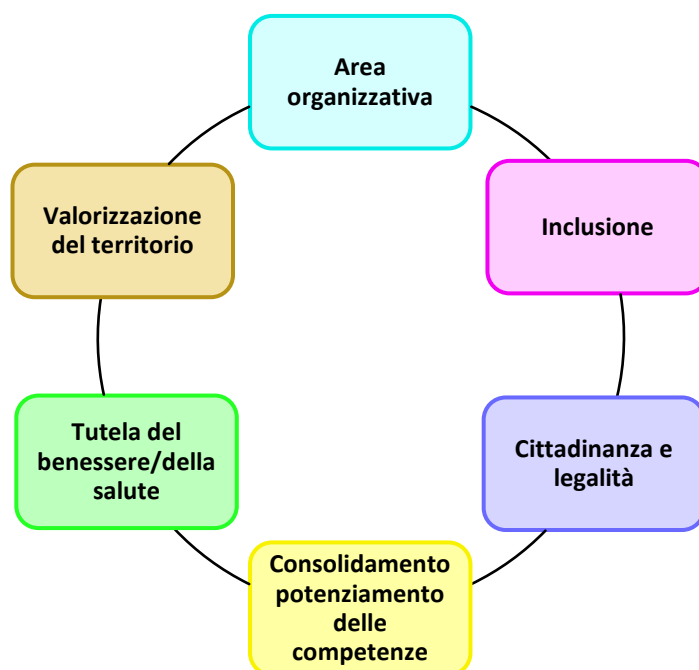 Area
organizzativa
Inclusione
Cittadinanza e
legalità
Consolidamento
potenziamento
delle
competenze
Tutela del
benessere/della
salute
Valorizzazione
del territorio